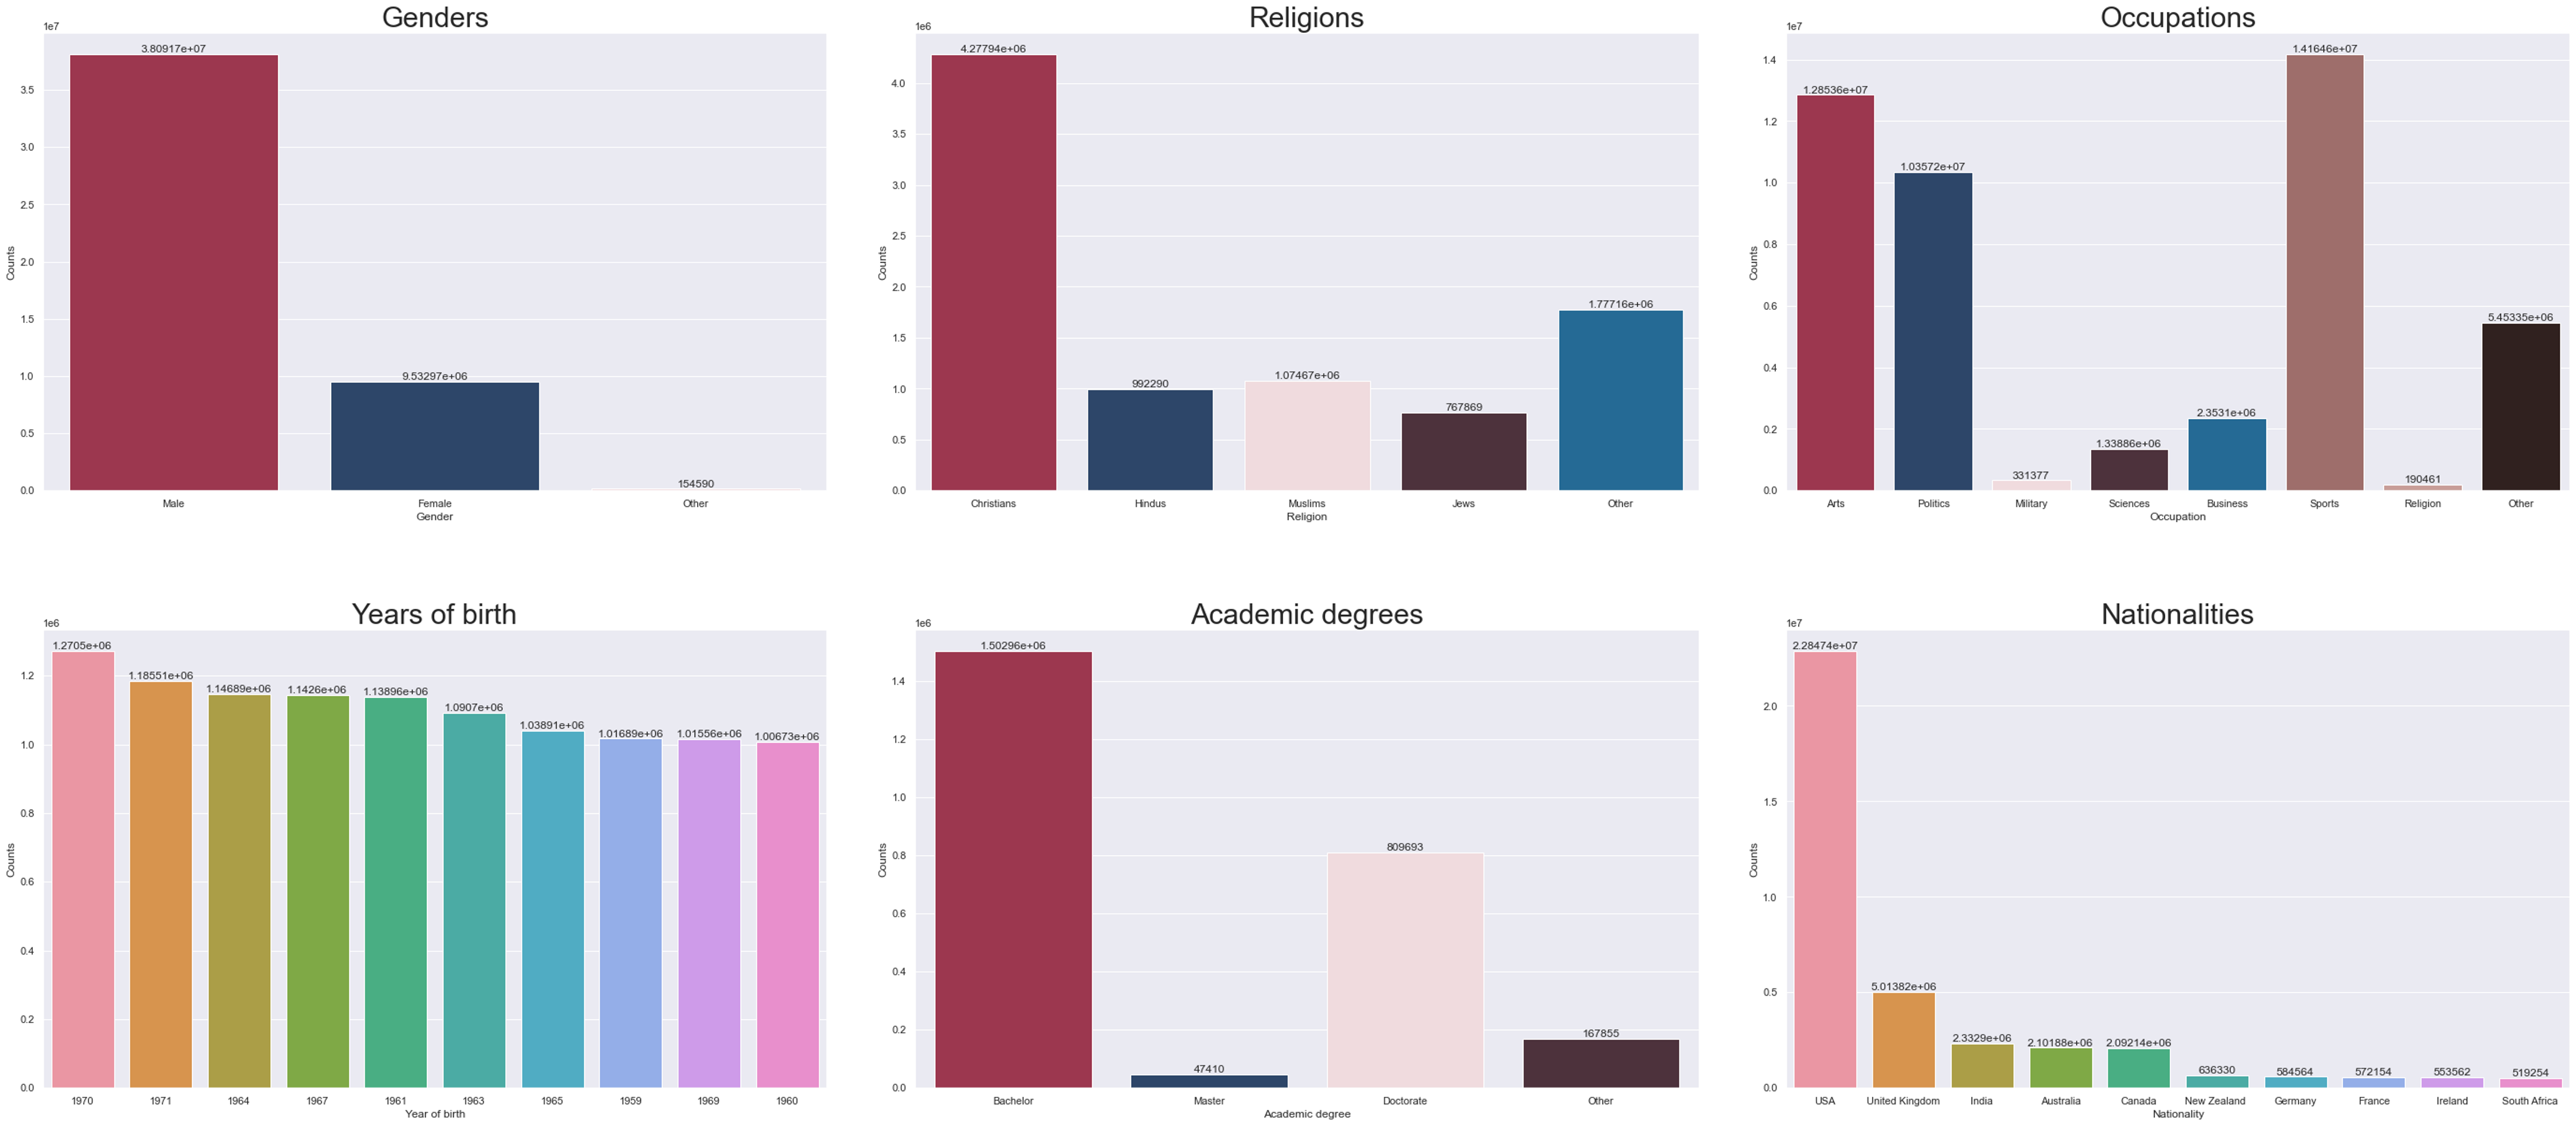 Genders
1e7
3.80917e+07
3.5
3.0
2.5
2.0
1.5
1.0
0.5
0.0
Counts
9.53297e+06
154590
Male Female Other
Gender
Religions
1e6
4.27794e+06
4.0
3.5
3.0
2.5
2.0
1.5
1.0
0.5
0.0
Counts
992290
1.07467e+06
767869
1.77716e+06
Christians Hindus Muslims Jews Other
Religion
Occupations
1e7
1.4
1.2
1.0
0.8
0.6
0.4
0.2
0.0
Counts
1.28536e+07
1.03572e+07
331377
1.33886e+06
2.3531e+06
1.41646e+07
190461
5.45335e+06
Arts Politics Military Sciences Business Sports Religion Other
Occupation
Years of birth
1e6
1.2
1.0
0.8
0.6
0.4
0.2
0.0
Counts
1.2705e+06
1.18551e+06
1.14689e+06
1.1426e+06
1.13896e+06
1.0907e+06
1.03891e+06
1.01689e+06
1.01556e+06
1.00673e+06
1970 1971 1964 1967 1961 1963 1965 1959 1969 1960
Year of birth
Academic degrees
1e6
1.4
1.2
1.0
0.8
0.6
0.4
0.2
0.0
Counts
1.50296e+06
47410
809693
167855
Bachelor Master Doctorate Other
Academic degree
Nationalities
1e7
2.0
1.5
1.0
0.5
0.0
Counts
2.28474e+07
5.01382e+06
2.3329e+06
2.10188e+06
2.09214e+06
636330
584564
572154
553562
519254
USA United Kingdom India Australia Canada New Zealand Germany France Ireland South Africa
Nationality